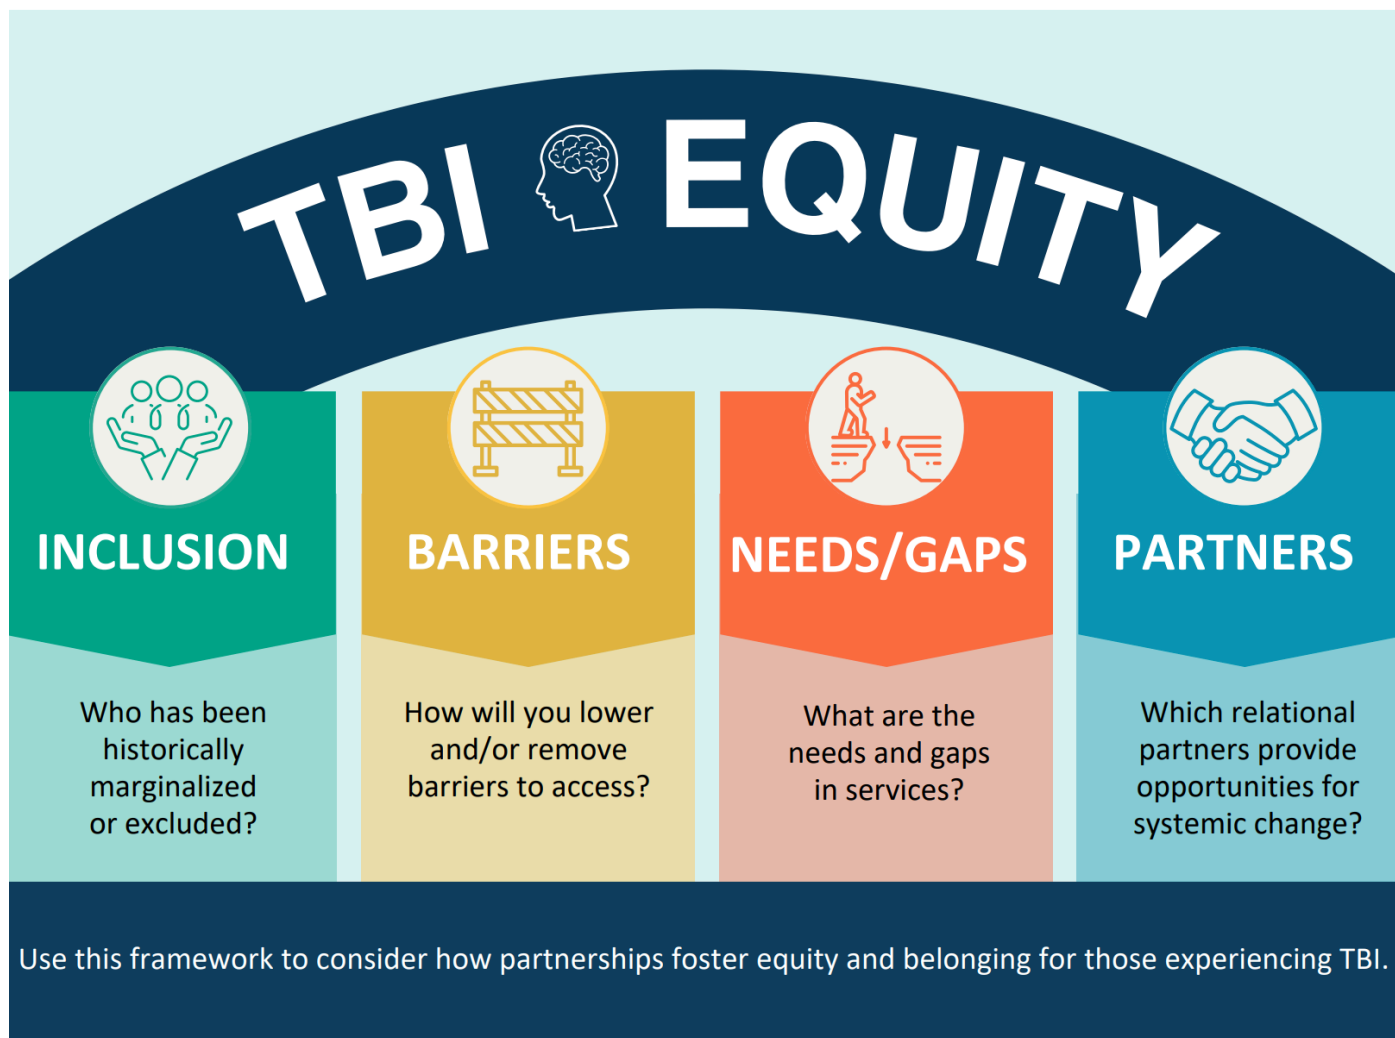 TBI EQUITY
INCLUSION
Who has been
historically
marginalized
or excluded?
BARRIERS
How will you lower
and/or remove
barriers to access?
NEEDS/GAPS
What are the
needs and gaps
in services?
PARTNERS
Which relational
partners provide
opportunities for
systemic change?
Use this framework to consider how partnerships foster equity and belonging for those experiencing TBI.